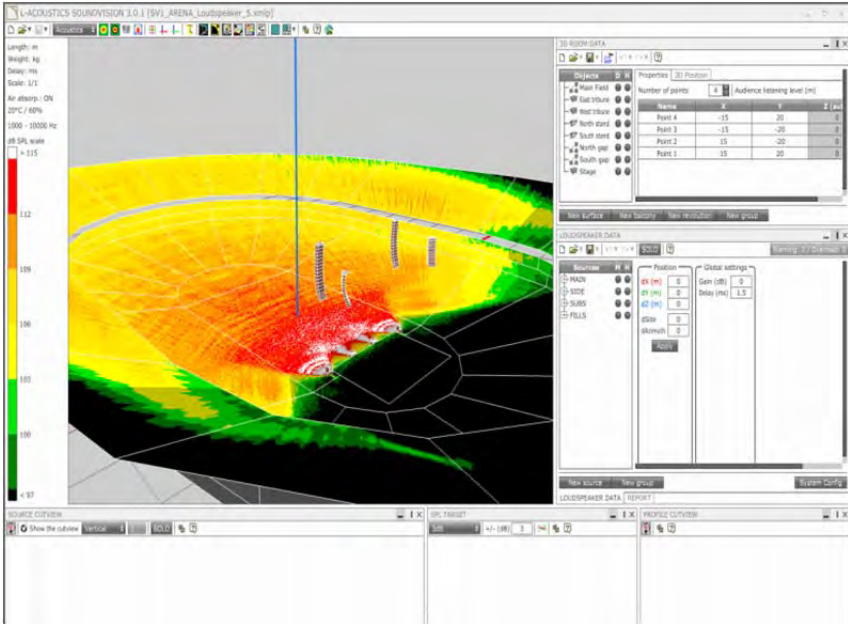 L-ACOUSTICS SOUNDVISION 3.0.1 [SV1_ARENA_Loudspeaker_S.xmlp]
Acoustics
Length: m
Weight: kg
Delay: ms
Scale: 1/1
Air absorp.: ON
20°C / 60%
1000 - 10000 Hz
dB SPL scale
> 115
112
109
106
103
100
< 97
3D ROOM DATA
Objects D H
Main Field
East tribune
West tribune
North stand
South stand
North gap
South gap
Stage
Properties 3D Position
Number of points 4 Audience listening level (m)
Name X Y
Point 4 -15 20 0
Point 3 -15 -20 0
Point 2 15 -20 0
Point 1 15 20 0
New surface New balcony New revolution New group
LOUDSPEAKER DATA
SOLO
Sources
MAIN
SIDE
SUBS
FILLS
Position
dX (m) 0
dY (m) 0
dZ (m) 0
dSite 0
dAzimuth 0
Apply
Global settings
Gain (dB) 0
Delay (ms) 1.5
New source New group System Config
LOUDSPEAKER DATA REPORT
SOURCE CUTVIEW
Show the cutview Vertical SOLO
SPL TARGET
+/- (dB) 3
PROFILE CUTVIEW